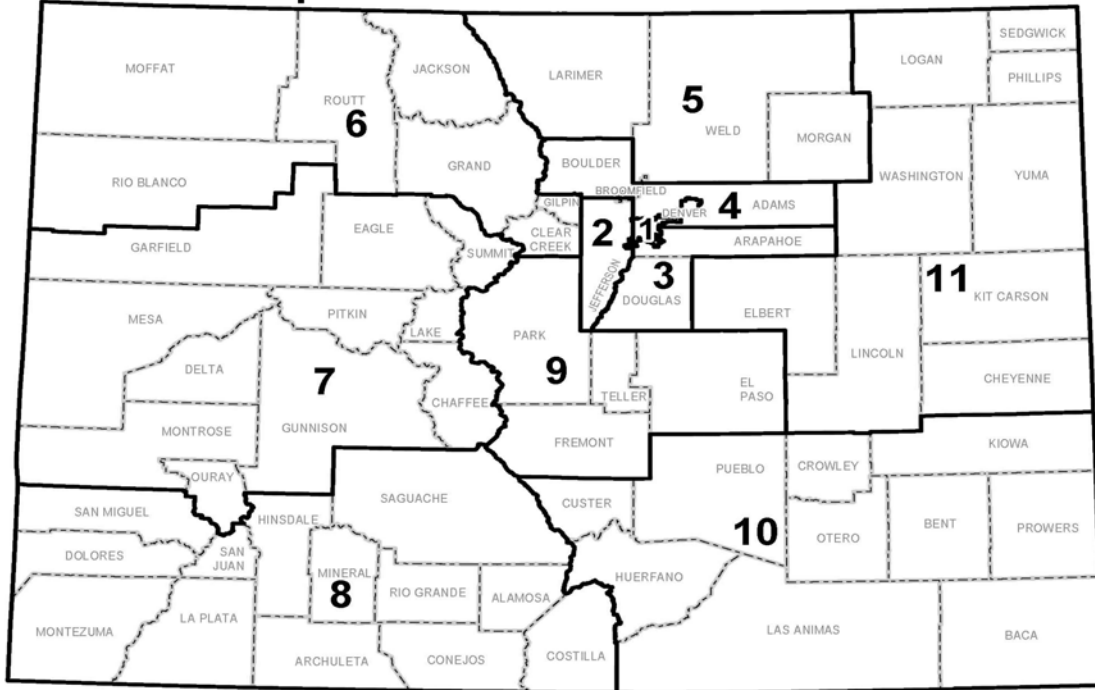 SEDGWICK
LOGAN
MOFFAT
JACKSON
LARIMER
PHILLIPS
5
ROUTT
6
WELD
MORGAN
BOULDER
GRAND
WASHINGTON
YUMA
RIO BLANCO
BROOMFIELD
GILPIN
4
ADAMS
DENVER
EAGLE
CLEAR
CREEK
2
1
ARAPAHOE
GARFIELD
SUMMIT
3
11
KIT CARSON
JEFFERSON
DOUGLAS
PITKIN
MESA
ELBERT
LAKE
PARK
LINCOLN
DELTA
9
CHEYENNE
7
EL
PASO
TELLER
CHAFFEE
MONTROSE
GUNNISON
FREMONT
KIOWA
PUEBLO
CROWLEY
OURAY
SAGUACHE
CUSTER
SAN MIGUEL
HINSDALE
10
BENT
PROWERS
OTERO
DOLORES
SAN
JUAN
MINERAL
8
HUERFANO
RIO GRANDE
ALAMOSA
LA PLATA
MONTEZUMA
LAS ANIMAS
BACA
ARCHULETA
CONEJOS
COSTILLA